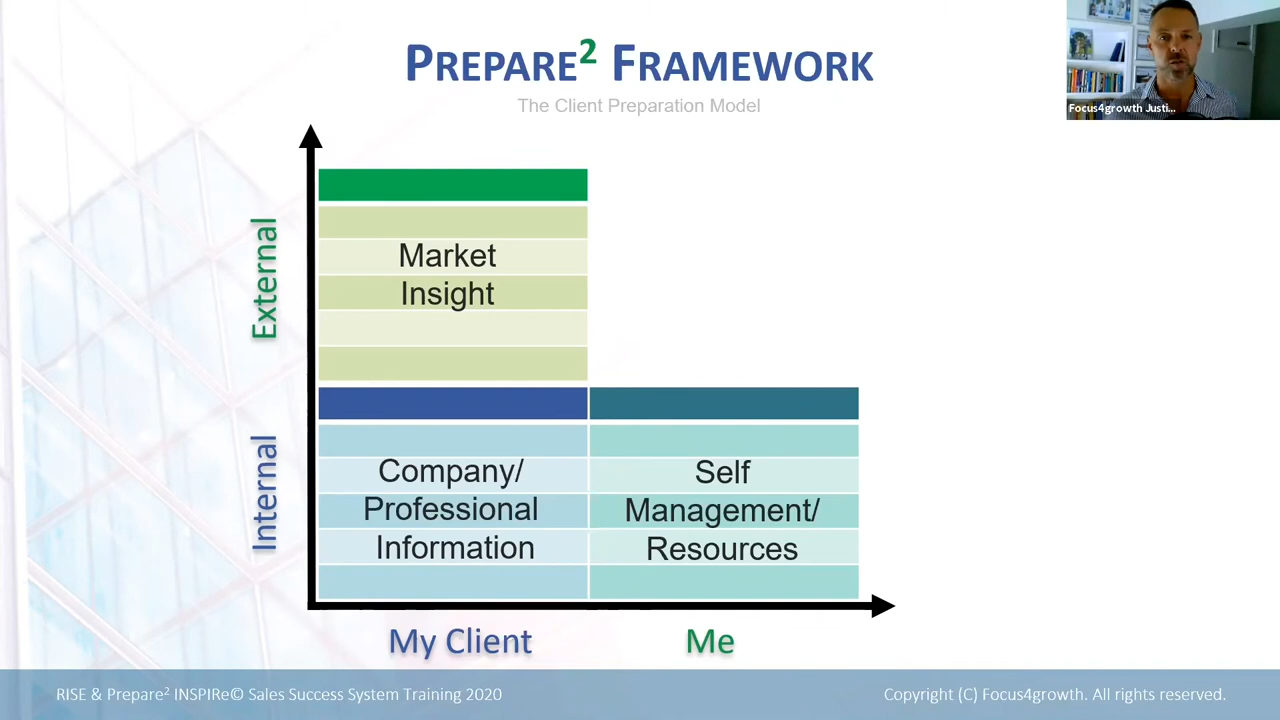 PREPARE² FRAMEWORK
The Client Preparation Model
Focus4growth Justi...
External
Market
Insight
Internal
Company/
Professional
Information
Self
Management/
Resources
My Client
Me
RISE & Prepare² INSPIRe© Sales Success System Training 2020
Copyright (C) Focus4growth. All rights reserved.